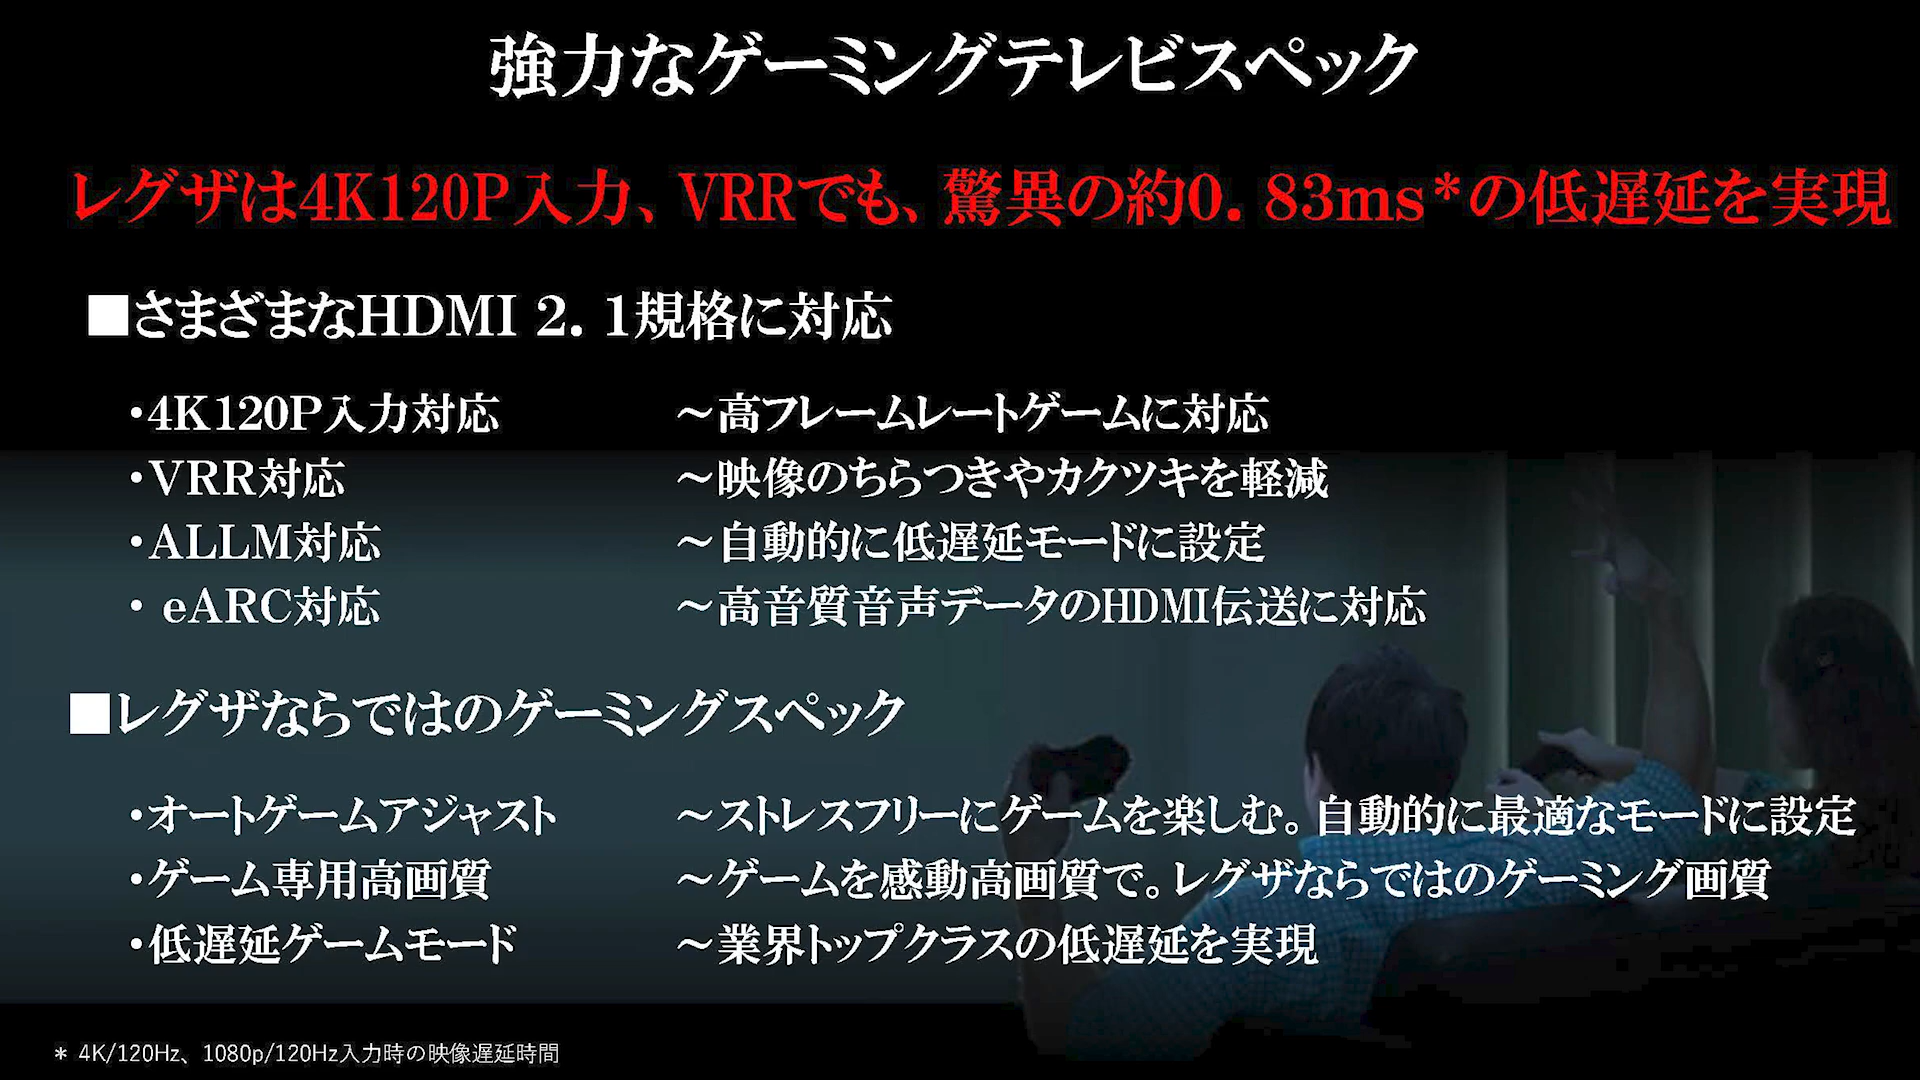 強力なゲーミングテレビスペック
レグザは4K120P入力、VRRでも、驚異の約0．83ms*の低遅延を実現
■さまざまなHDMI 2．1規格に対応
・4K120P入力対応 ～高フレームレートゲームに対応
・VRR対応 ～映像のちらつきやカクツキを軽減
・ALLM対応 ～自動的に低遅延モードに設定
・eARC対応 ～高音質音声データのHDMI伝送に対応
■レグザならではのゲーミングスペック
・オートゲームアジャスト ～ストレスフリーにゲームを楽しむ。自動的に最適なモードに設定
・ゲーム専用高画質 ～ゲームを感動高画質で。レグザならではのゲーミング画質
・低遅延ゲームモード ～業界トップクラスの低遅延を実現
* 4K/120Hz、1080p/120Hz入力時の映像遅延時間